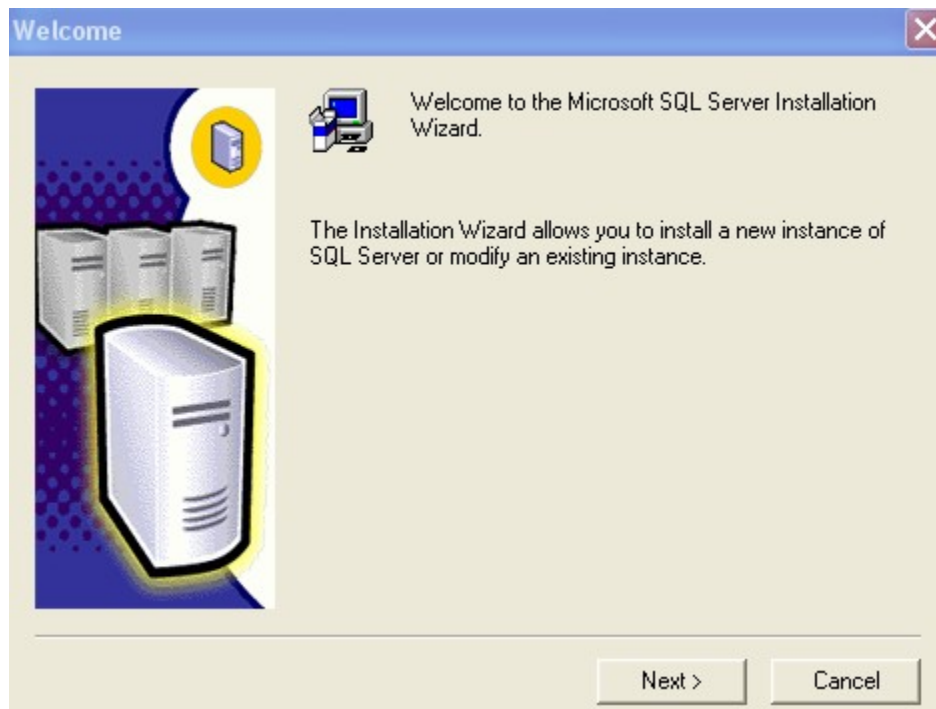 Welcome
Welcome to the Microsoft SQL Server Installation
Wizard.
The Installation Wizard allows you to install a new instance of
SQL Server or modify an existing instance.
Next >
Cancel